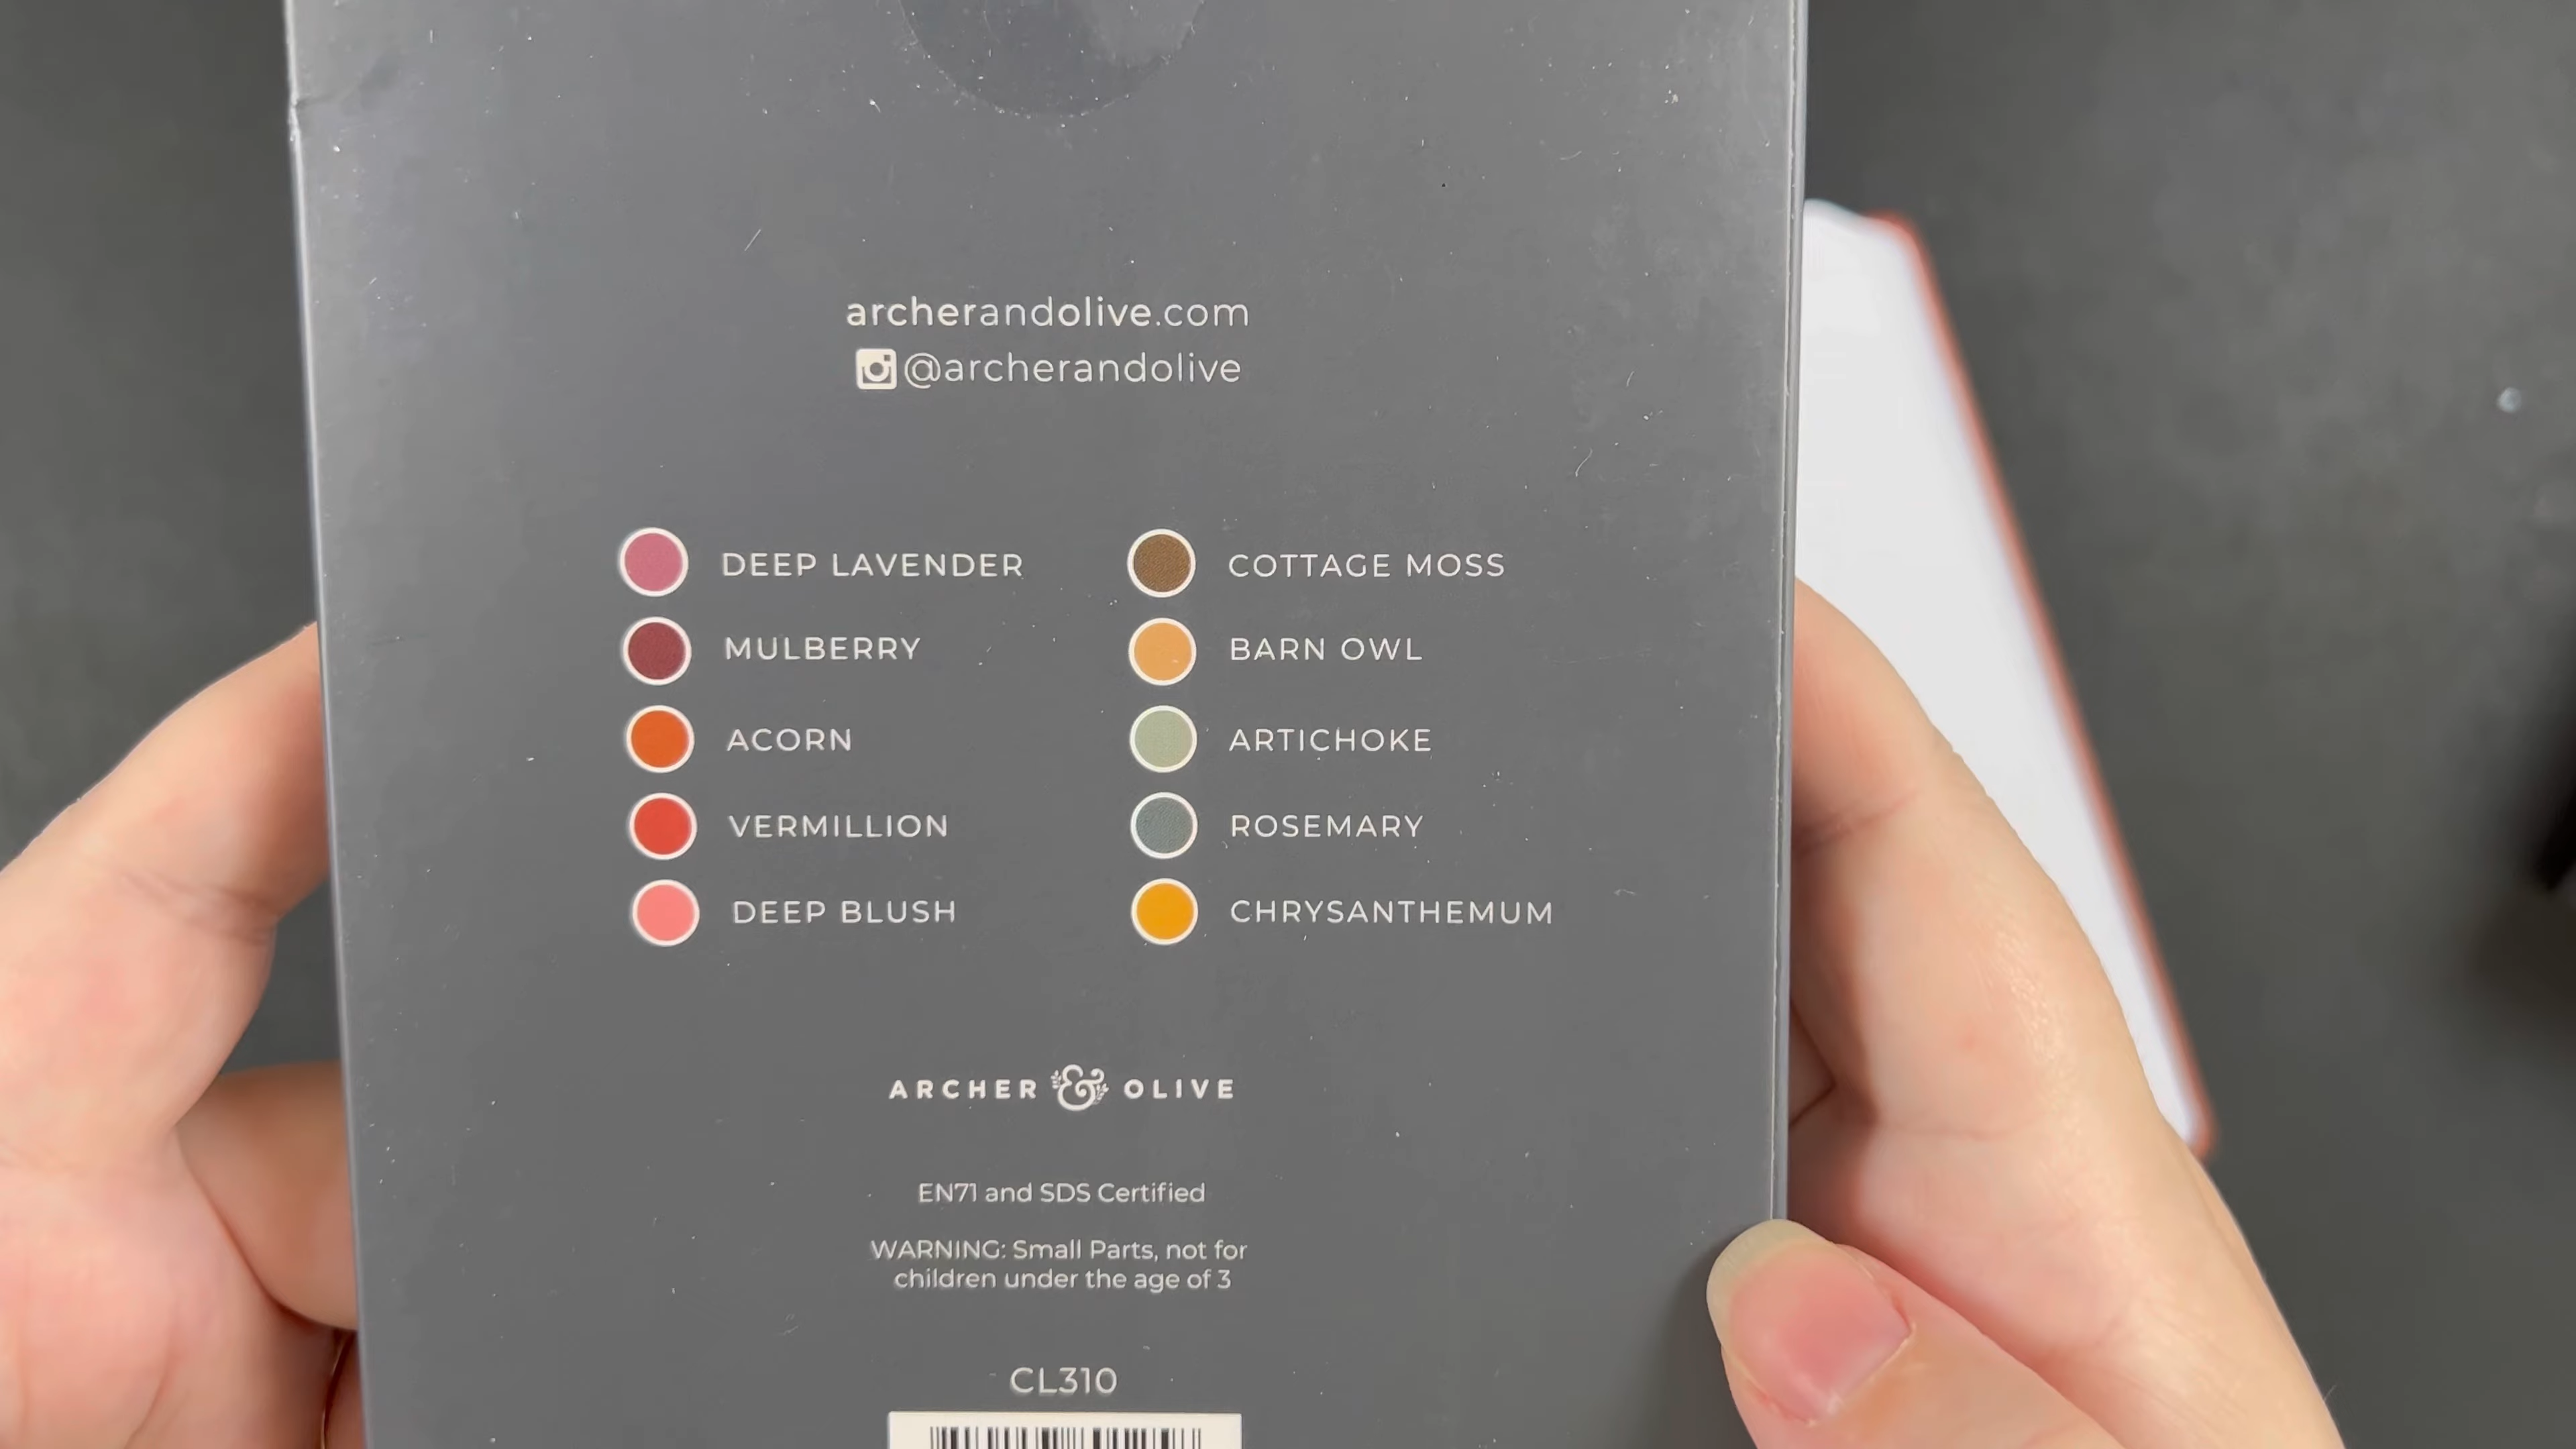 archerandolive.com
@archerandolive
DEEP LAVENDER
MULBERRY
ACORN
VERMILLION
DEEP BLUSH
COTTAGE MOSS
BARN OWL
ARTICHOKE
ROSEMARY
CHRYSANTHEMUM
ARCHER & OLIVE
EN71 and SDS Certified
WARNING: Small Parts, not for
children under the age of 3
CL310